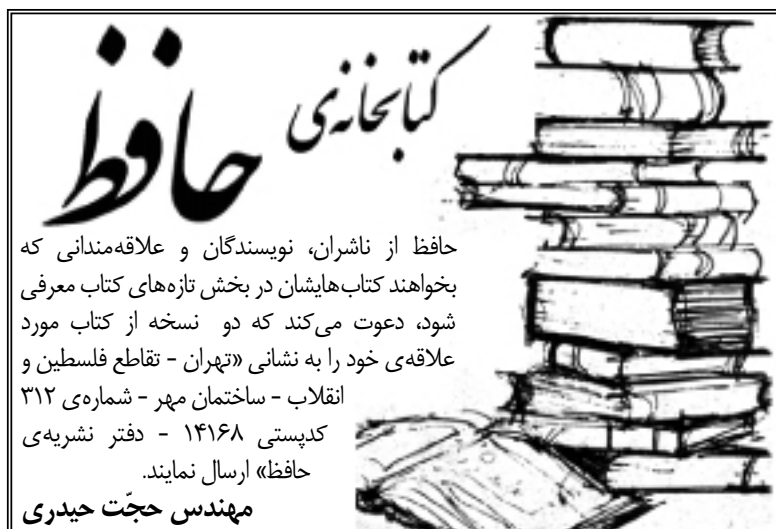 کتابخانه‌ی
حافظ
حافظ از ناشران، نویسندگان و علاقه‌مندانی که
بخواهند کتاب‌هایشان در بخش تازه‌های کتاب معرفی
شود، دعوت می‌کند که دو نسخه از کتاب مورد
علاقه‌ی خود را به نشانی «تهران - تقاطع فلسطین و
انقلاب - ساختمان مهر - شماره‌ی ۳۱۲
کدپستی ۱۴۱۶۸ - دفتر نشریه‌ی
حافظ» ارسال نمایند.
مهندس حجّت حیدری